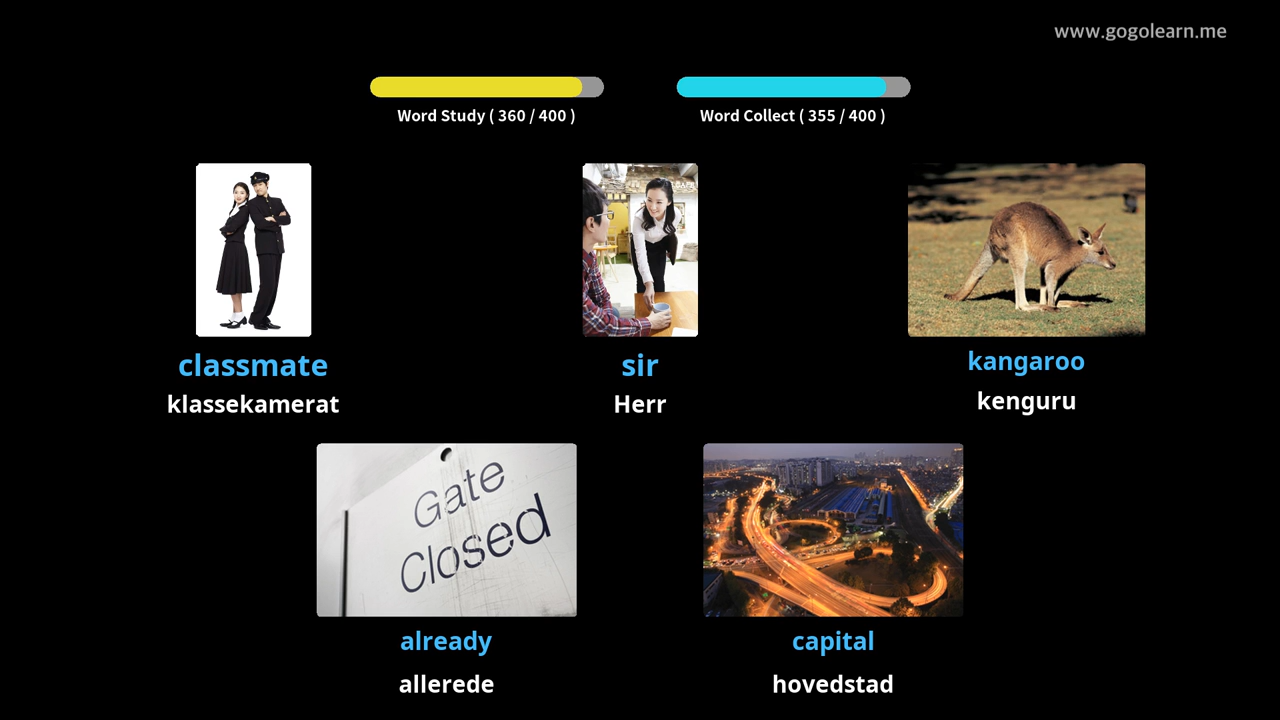 www.gogolearn.me
Word Study ( 360 / 400 )
Word Collect ( 355 / 400 )
classmate
klassekamerat
sir
Herr
kangaroo
kenguru
Gate
Closed
already
allerede
capital
hovedstad